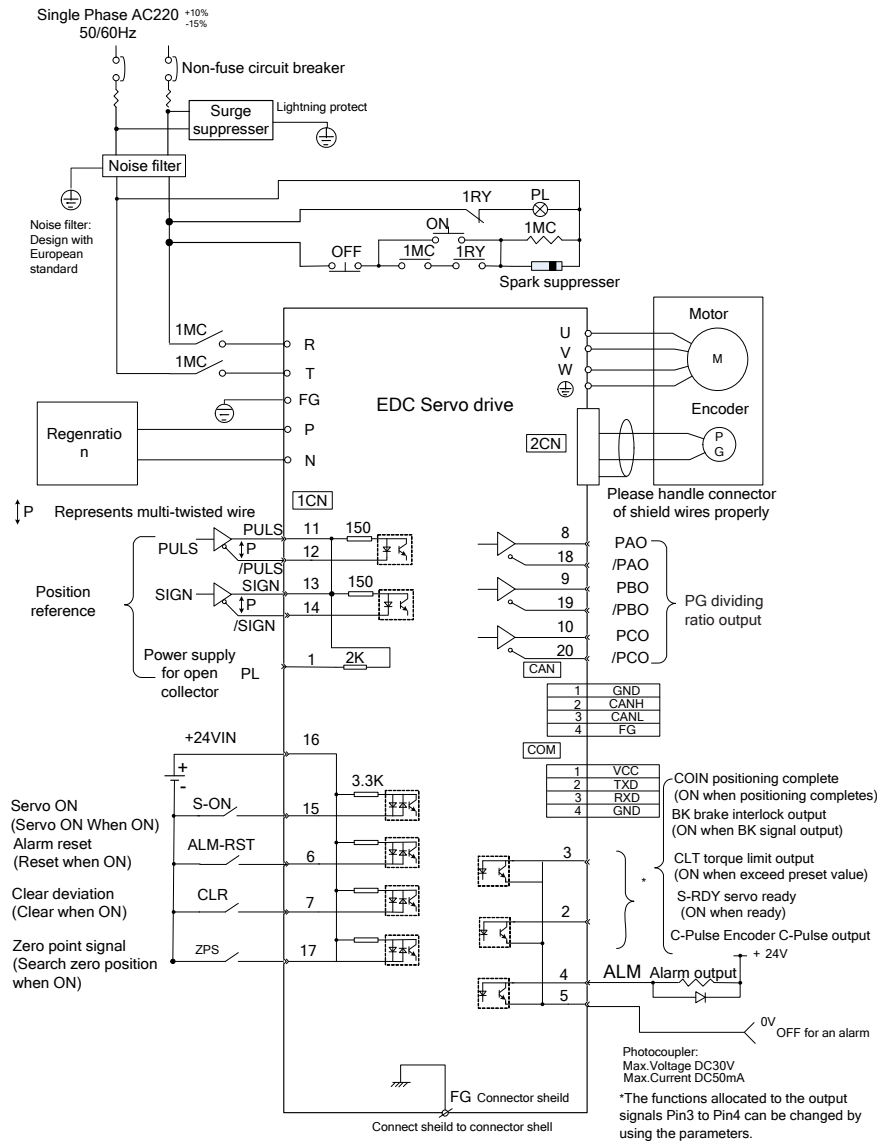 Single Phase AC220 +10% -15%
50/60Hz
Non-fuse circuit breaker
Surge suppresser
Lightning protect
Noise filter
Noise filter:
Design with
European
standard
1RY
PL
ON
1MC
OFF
1MC
1RY
Spark suppresser
1MC
R
1MC
T
FG
P
N
Regenratio
n
EDC Servo drive
U
V
W
Motor
M
Encoder
P
G
2CN
Please handle connector
of shield wires properly
1CN
P Represents multi-twisted wire
Position
reference
PULS
PULS
P
/PULS
11
12
150
SIGN
SIGN
P
/SIGN
13
14
150
Power supply
for open
collector
PL
1
2K
8
PAO
18
/PAO
9
PBO
19
/PBO
10
PCO
20
/PCO
PG dividing
ratio output
CAN
1 GND
2 CANH
3 CANL
4 FG
COM
1 VCC
2 TXD
3 RXD
4 GND
+24VIN
16
+
-
3.3K
Servo ON
(Servo ON When ON)
S-ON
15
Alarm reset
(Reset when ON)
ALM-RST
6
Clear deviation
(Clear when ON)
CLR
7
Zero point signal
(Search zero position
when ON)
ZPS
17
3
2
*
COIN positioning complete
(ON when positioning completes)
BK brake interlock output
(ON when BK signal output)
CLT torque limit output
(ON when exceed preset value)
S-RDY servo ready
(ON when ready)
C-Pulse Encoder C-Pulse output
+ 24V
4
ALM
Alarm output
5
0V
OFF for an alarm
Photocoupler:
Max.Voltage DC30V
Max.Current DC50mA
*The functions allocated to the output
signals Pin3 to Pin4 can be changed by
using the parameters.
FG Connector sheild
Connect sheild to connector shell